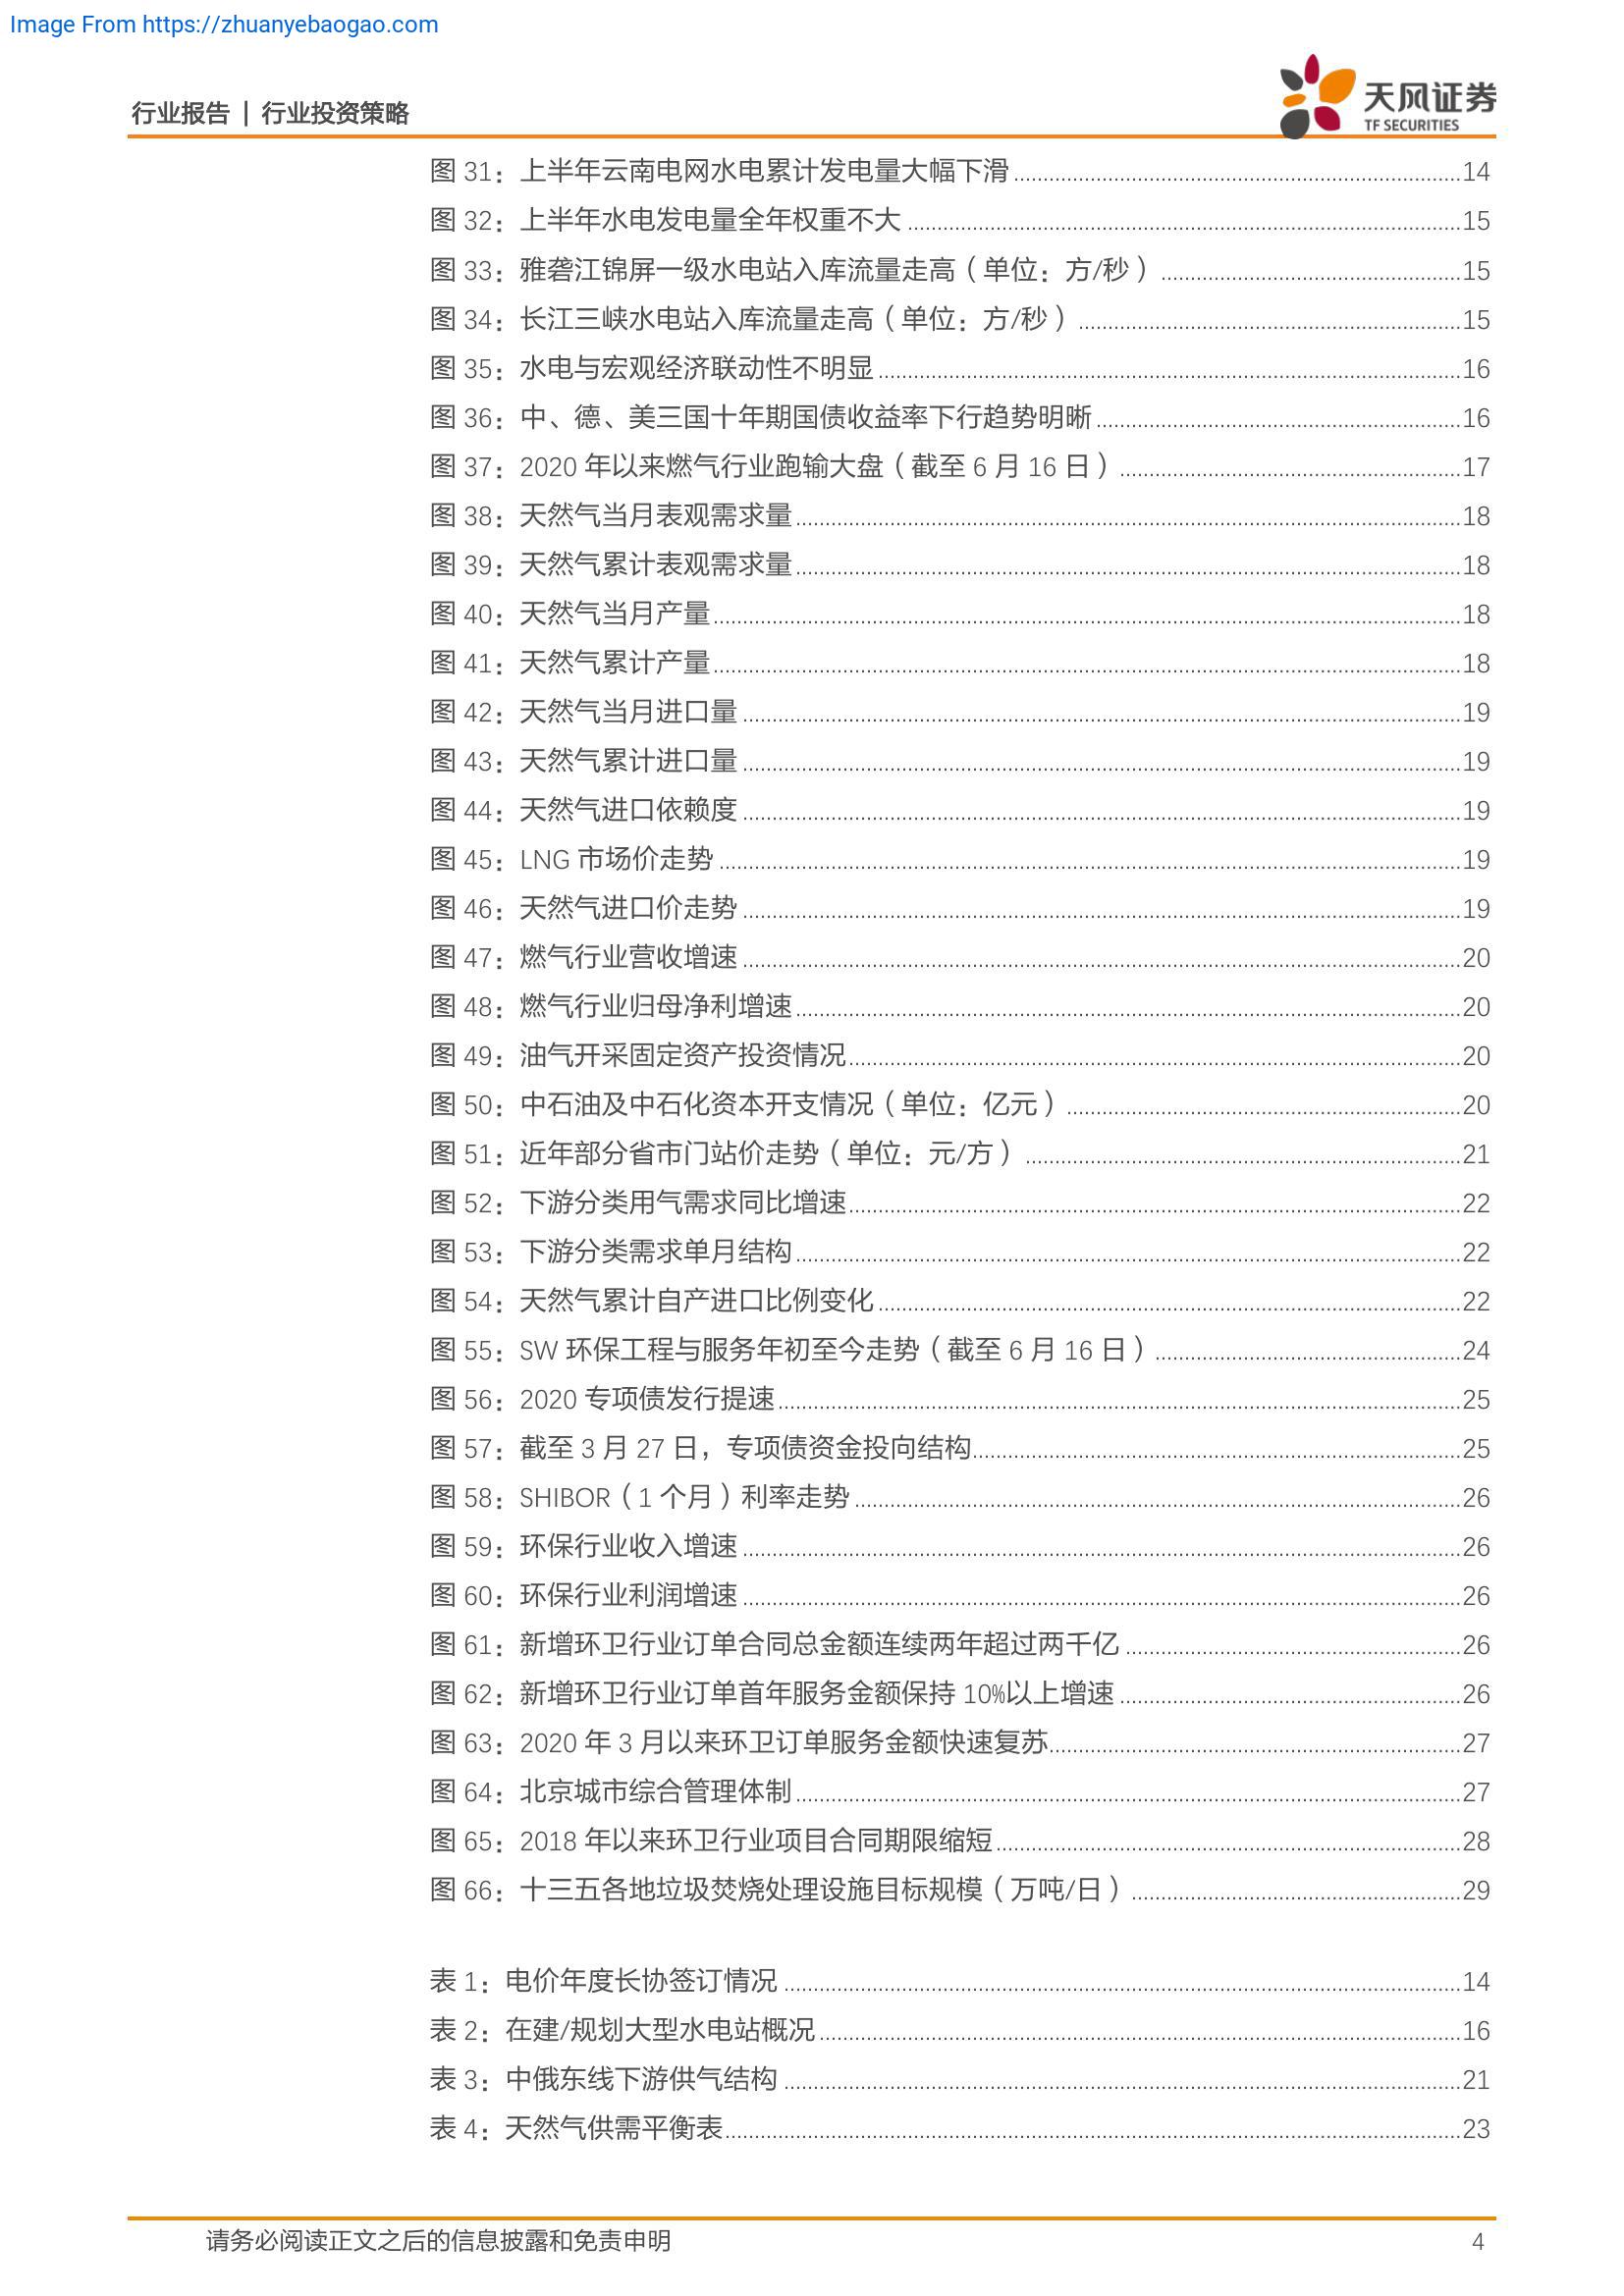 Image From https://zhuanyebaogao.com
行业报告 | 行业投资策略
天风证券
TF SECURITIES
图 31：上半年云南电网水电累计发电量大幅下滑 14
图 32：上半年水电发电量全年权重不大 15
图 33：雅砻江锦屏一级水电站入库流量走高（单位：方/秒） 15
图 34：长江三峡水电站入库流量走高（单位：方/秒） 15
图 35：水电与宏观经济联动性不明显 16
图 36：中、德、美三国十年期国债收益率下行趋势明晰 16
图 37：2020 年以来燃气行业跑输大盘（截至 6 月 16 日） 17
图 38：天然气当月表观需求量 18
图 39：天然气累计表观需求量 18
图 40：天然气当月产量 18
图 41：天然气累计产量 18
图 42：天然气当月进口量 19
图 43：天然气累计进口量 19
图 44：天然气进口依赖度 19
图 45：LNG 市场价走势 19
图 46：天然气进口价走势 19
图 47：燃气行业营收增速 20
图 48：燃气行业归母净利增速 20
图 49：油气开采固定资产投资情况 20
图 50：中石油及中石化资本开支情况（单位：亿元） 20
图 51：近年部分省市门站价走势（单位：元/方） 21
图 52：下游分类用气需求同比增速 22
图 53：下游分类需求单月结构 22
图 54：天然气累计自产进口比例变化 22
图 55：SW 环保工程与服务年初至今走势（截至 6 月 16 日） 24
图 56：2020 专项债发行提速 25
图 57：截至 3 月 27 日，专项债资金投向结构 25
图 58：SHIBOR（1 个月）利率走势 26
图 59：环保行业收入增速 26
图 60：环保行业利润增速 26
图 61：新增环卫行业订单合同总金额连续两年超过两千亿 26
图 62：新增环卫行业订单首年服务金额保持 10%以上增速 26
图 63：2020 年 3 月以来环卫订单服务金额快速复苏 27
图 64：北京城市综合管理体制 27
图 65：2018 年以来环卫行业项目合同期限缩短 28
图 66：十三五各地垃圾焚烧处理设施目标规模（万吨/日） 29
表 1：电价年度长协签订情况 14
表 2：在建/规划大型水电站概况 16
表 3：中俄东线下游供气结构 21
表 4：天然气供需平衡表 23
请务必阅读正文之后的信息披露和免责申明 4